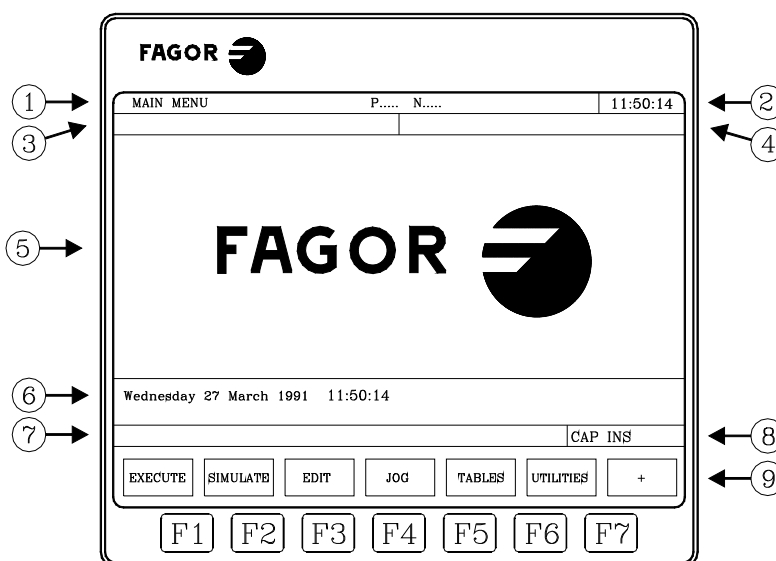 FAGOR
1 MAIN MENU P..... N..... 11:50:14 2
3 4
5 FAGOR
6 Wednesday 27 March 1991 11:50:14
7 CAP INS 8
EXECUTE SIMULATE EDIT JOG TABLES UTILITIES + 9
F1 F2 F3 F4 F5 F6 F7